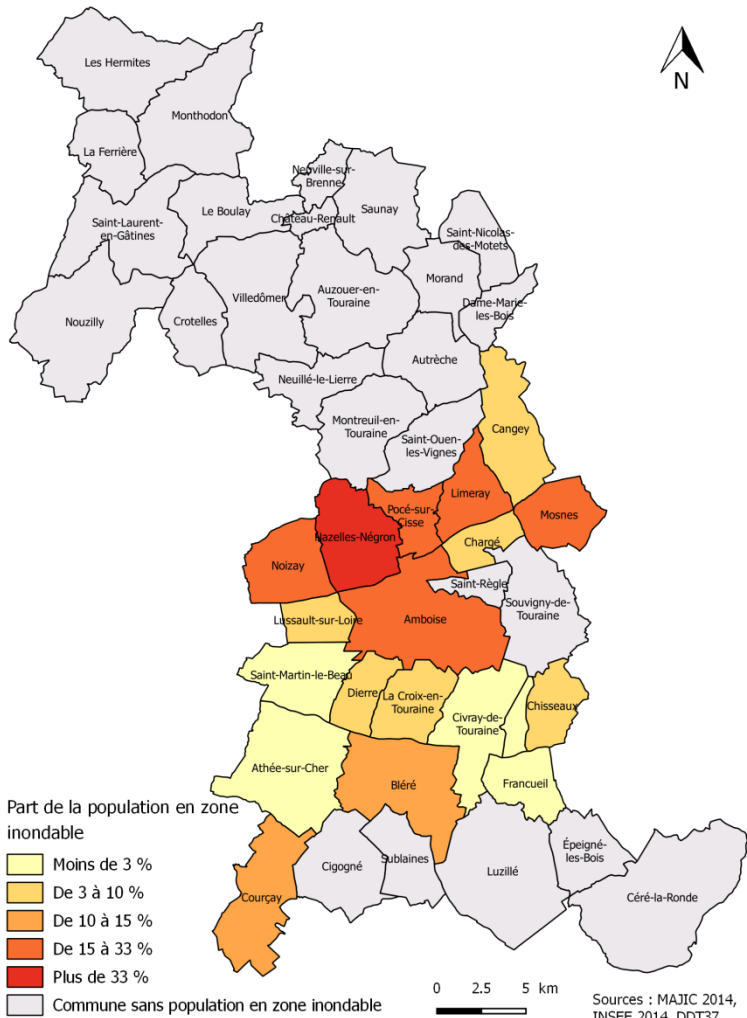 Les Hermites
Monthodon
N
La Ferrière
Neuville-sur-
Brenne
Le Boulay
Château-Renault
Saunay
Saint-Laurent-
en-Gâtines
Saint-Nicolas-
des-Motets
Morand
Nouzilly
Crotelles
Villedômer
Auzouer-en-
Touraine
Dame-Marie-
les-Bois
Autrèche
Neuillé-le-Lierre
Montreuil-en-
Touraine
Saint-Ouen-
les-Vignes
Cangey
Limeray
Pocé-sur-
Cisse
Mosnes
Nazelles-Négron
Chargé
Noizay
Saint-Règle
Souvigny-de-
Touraine
Lussault-sur-Loire
Amboise
Saint-Martin-le-Beau
Dierre
La Croix-en-
Touraine
Civray-de-
Touraine
Chisseaux
Athée-sur-Cher
Bléré
Francueil
Courçay
Cigogné
Sublaines
Luzillé
Épeigné-
les-Bois
Céré-la-Ronde
Part de la population en zone
inondable
Moins de 3 %
De 3 à 10 %
De 10 à 15 %
De 15 à 33 %
Plus de 33 %
Commune sans population en zone inondable
0 2.5 5 km
Sources : MAJIC 2014,
INSEE 2014, DDT37